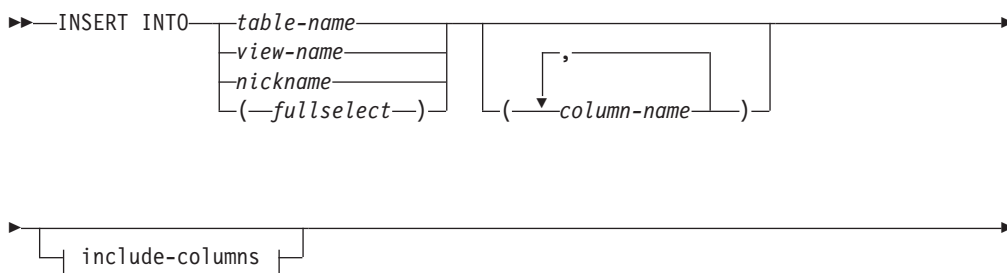 INSERT INTO table-name
view-name
nickname
( fullselect )
,
( column-name )
include-columns